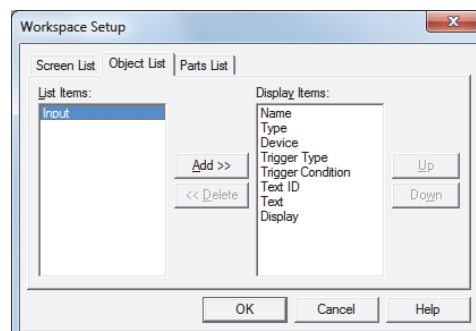 Workspace Setup
Screen List Object List Parts List
List Items: Display Items:
Input
Name
Type
Device
Trigger Type
Trigger Condition
Text ID
Text
Display
Add >>
<< Delete
Up
Down
OK Cancel Help